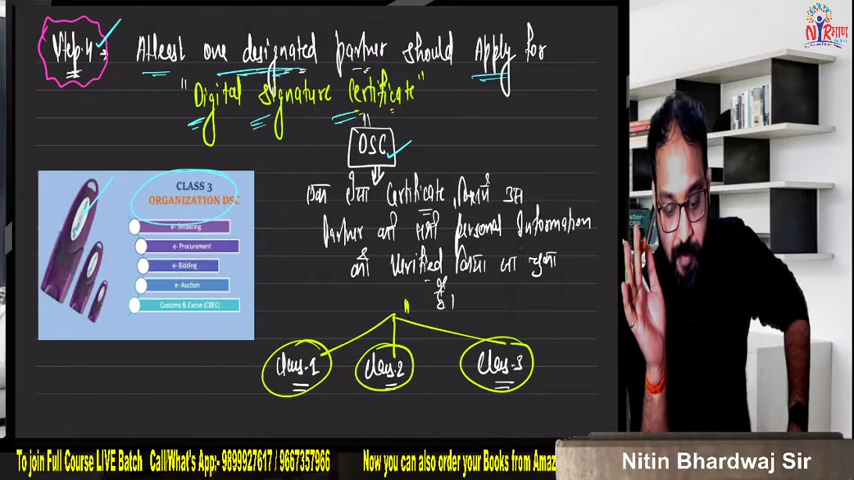 Step.4 :-
Atleast one designated partner should Apply for
"Digital signature Certificate"
DSC
एक ऐसा Certificate, जिसमें उस
Partner की सभी personal Information
को Verified किया जा चुका
है।
CLASS 3
ORGANIZATION DSC
e- Tendering
e- Procurement
e- Bidding
e- Auction
Customs & Excise (CBEC)
Class.1 Class.2 Class.3
NIRमाण
To join Full Course LIVE Batch Call/What's App:- 9899927617 / 9667357966 Now you can also order your Books from Amaz
Nitin Bhardwaj Sir